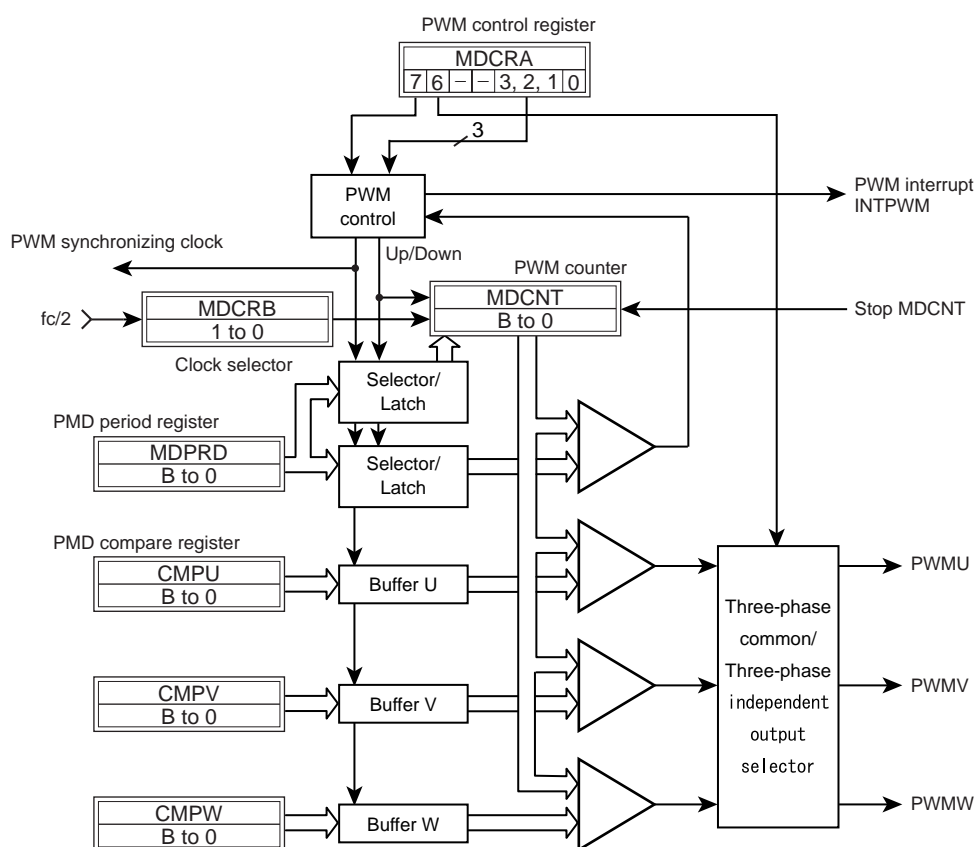 PWM control register
MDCRA
7 6 – – 3, 2, 1 0
3
PWM
control
PWM interrupt
INTPWM
PWM synchronizing clock
Up/Down
PWM counter
MDCNT
B to 0
Stop MDCNT
fc/2
MDCRB
1 to 0
Clock selector
Selector/
Latch
PMD period register
MDPRD
B to 0
Selector/
Latch
PMD compare register
CMPU
B to 0
Buffer U
PWMU
Three-phase
common/
Three-phase
independent
output
selector
CMPV
B to 0
Buffer V
PWMV
CMPW
B to 0
Buffer W
PWMW